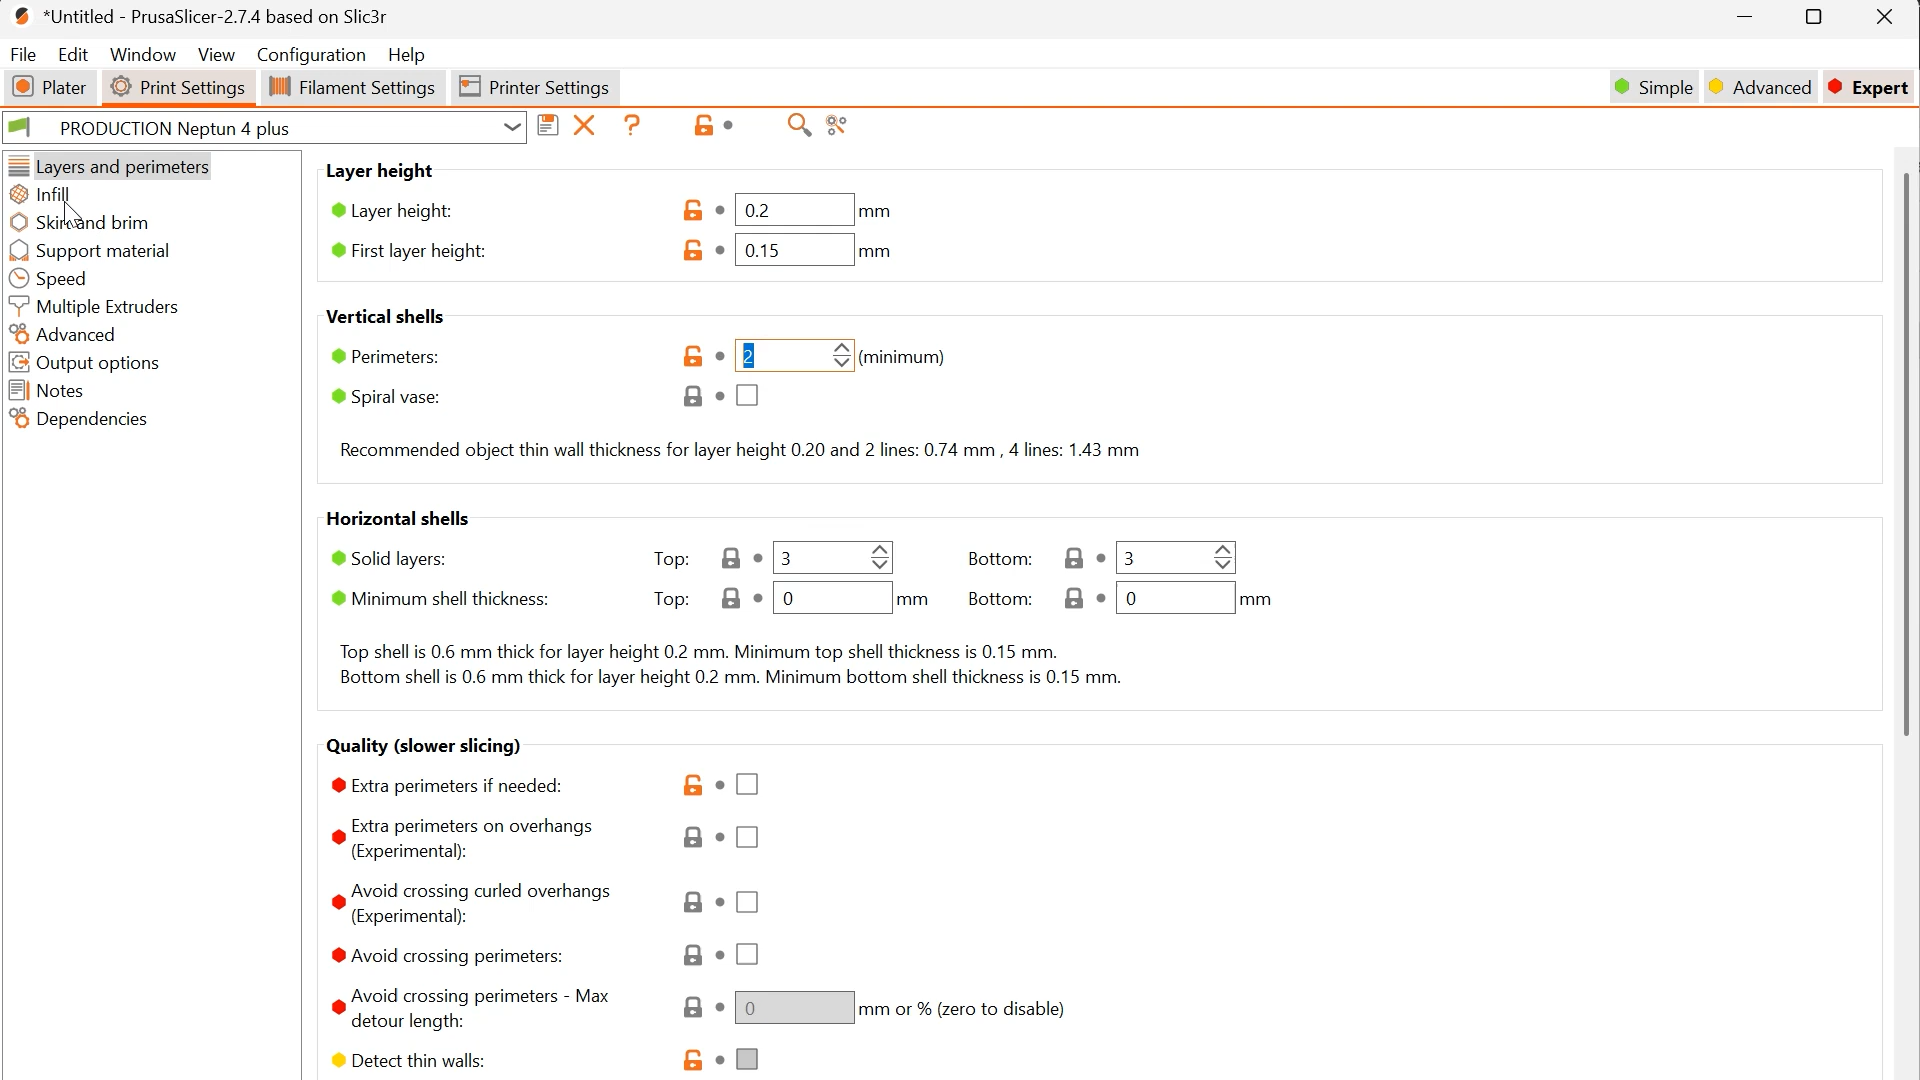 *Untitled - PrusaSlicer-2.7.4 based on Slic3r
File Edit Window View Configuration Help
Plater Print Settings Filament Settings Printer Settings Simple Advanced Expert
PRODUCTION Neptun 4 plus ?
Layers and perimeters
Infill
Skirt and brim
Support material
Speed
Multiple Extruders
Advanced
Output options
Notes
Dependencies
Layer height
Layer height: 0.2 mm
First layer height: 0.15 mm
Vertical shells
Perimeters: 2 (minimum)
Spiral vase:
Recommended object thin wall thickness for layer height 0.20 and 2 lines: 0.74 mm , 4 lines: 1.43 mm
Horizontal shells
Solid layers: Top: 3 Bottom: 3
Minimum shell thickness: Top: 0 mm Bottom: 0 mm
Top shell is 0.6 mm thick for layer height 0.2 mm. Minimum top shell thickness is 0.15 mm.
Bottom shell is 0.6 mm thick for layer height 0.2 mm. Minimum bottom shell thickness is 0.15 mm.
Quality (slower slicing)
Extra perimeters if needed:
Extra perimeters on overhangs
(Experimental):
Avoid crossing curled overhangs
(Experimental):
Avoid crossing perimeters:
Avoid crossing perimeters - Max
detour length: 0 mm or % (zero to disable)
Detect thin walls: